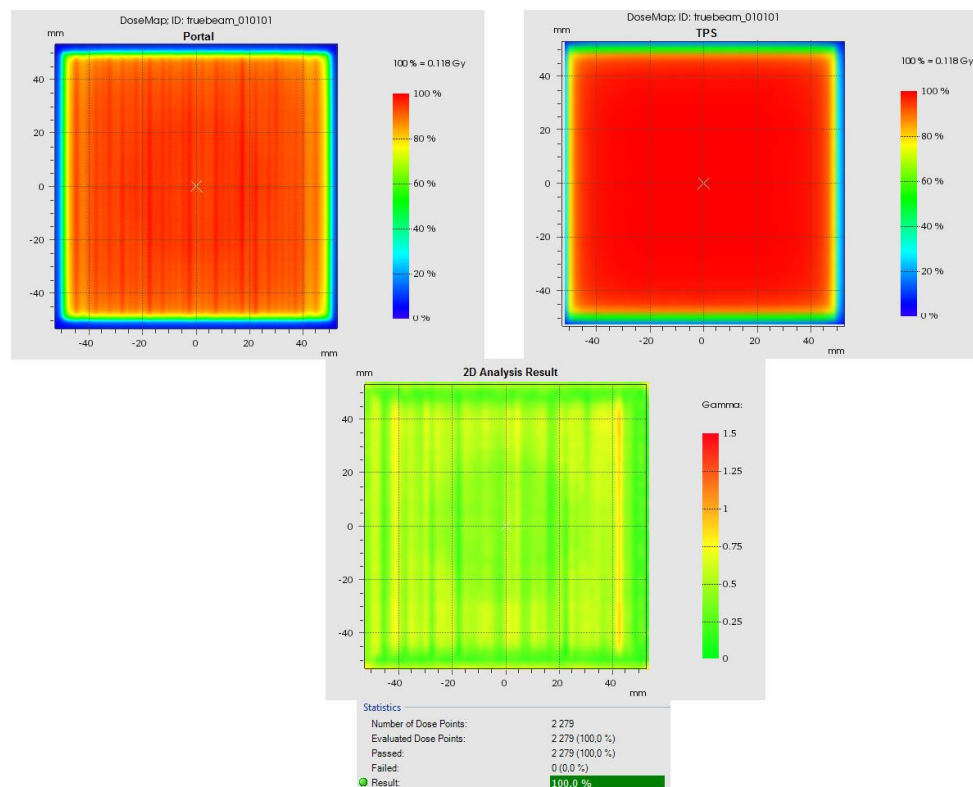 DoseMap; ID: truebeam_010101
Portal
mm
100 % = 0.118 Gy
40
20
0
-20
-40
-40
-20
0
20
40
mm
100 %
80 %
60 %
40 %
20 %
0 %
DoseMap; ID: truebeam_010101
TPS
mm
100 % = 0.118 Gy
40
20
0
-20
-40
-40
-20
0
20
40
mm
100 %
80 %
60 %
40 %
20 %
0 %
mm
2D Analysis Result
Gamma:
40
20
0
-20
-40
-40
-20
0
20
40
mm
1.5
1.25
1
0.75
0.5
0.25
0
Statistics
Number of Dose Points: 2 279
Evaluated Dose Points: 2 279 (100,0 %)
Passed: 2 279 (100,0 %)
Failed: 0 (0,0 %)
Result: 100,0 %